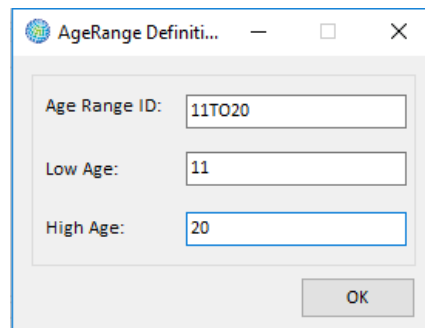 AgeRange Definiti...
Age Range ID: 11TO20
Low Age: 11
High Age: 20
OK